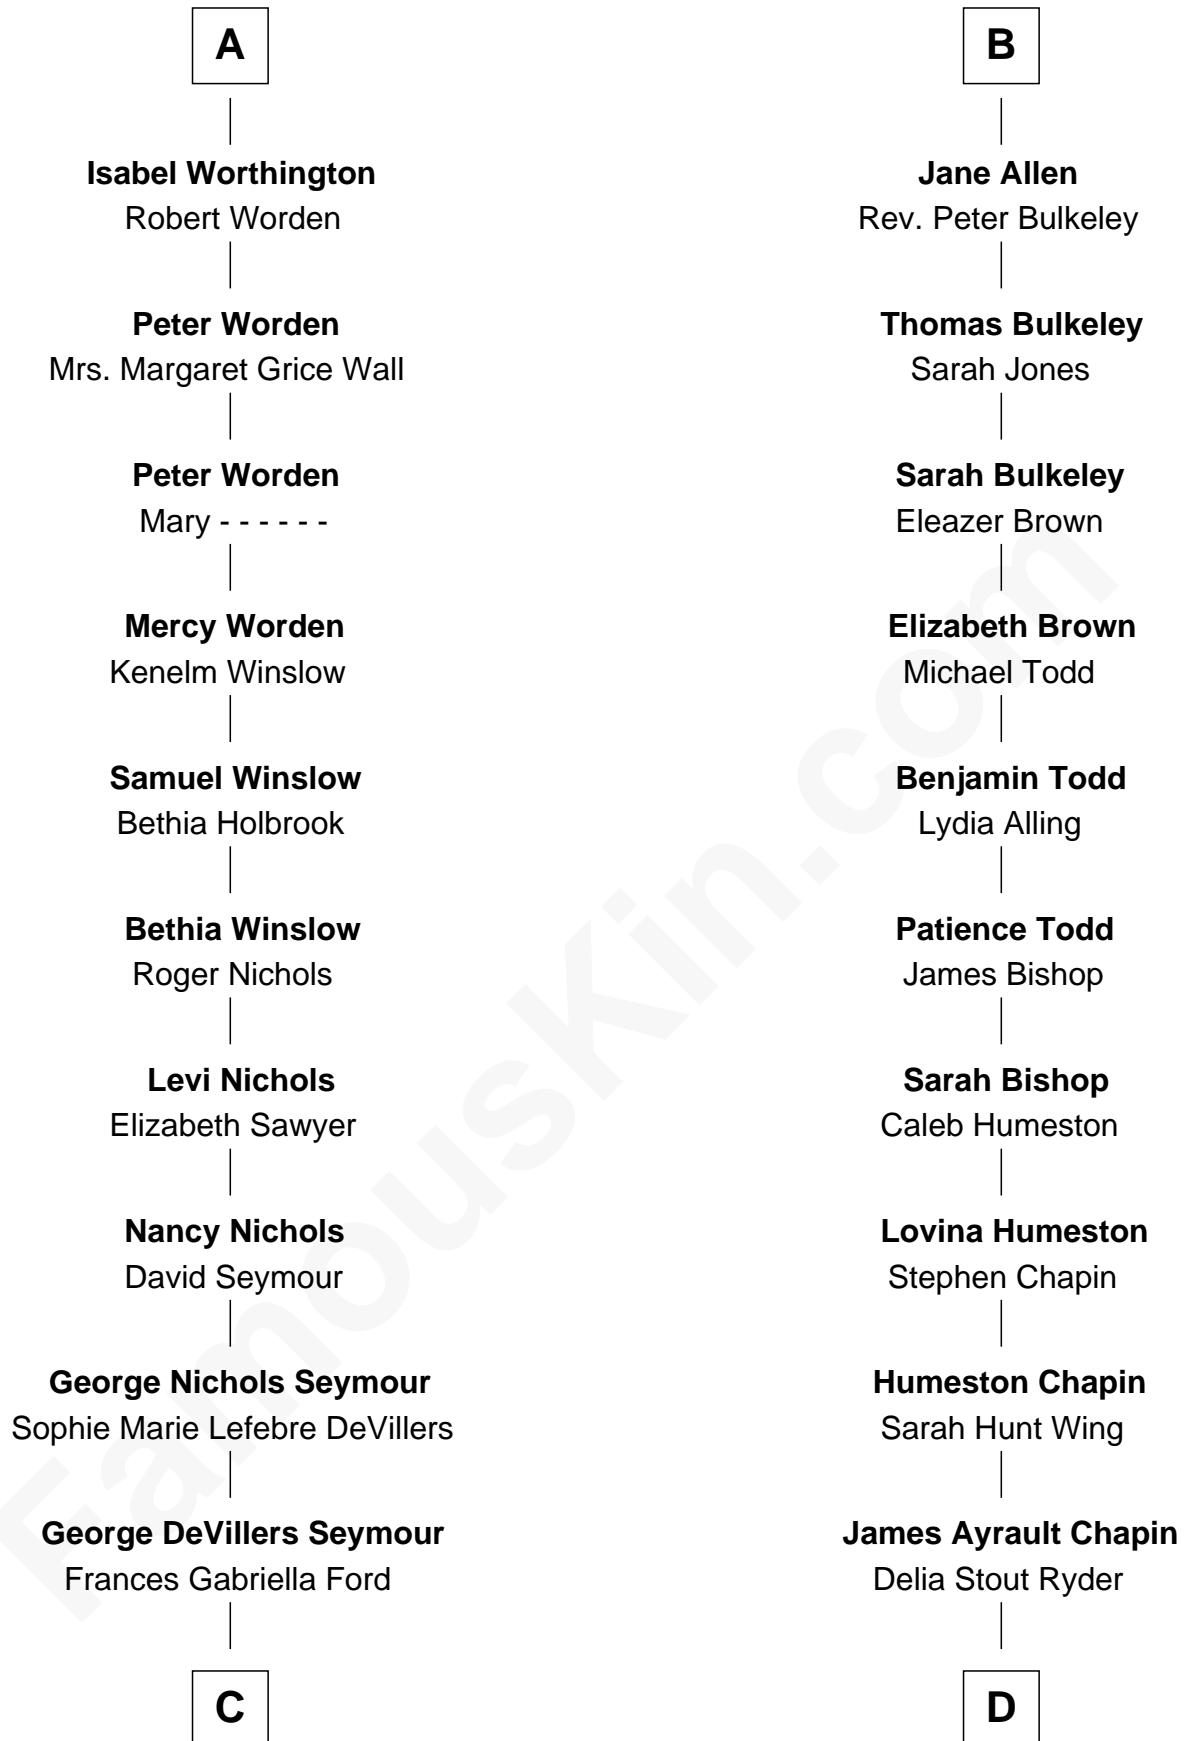 A
Isabel Worthington
Robert Worden
Peter Worden
Mrs. Margaret Grice Wall
Peter Worden
Mary - - - - - -
Mercy Worden
Kenelm Winslow
Samuel Winslow
Bethia Holbrook
Bethia Winslow
Roger Nichols
Levi Nichols
Elizabeth Sawyer
Nancy Nichols
David Seymour
George Nichols Seymour
Sophie Marie Lefebre DeVillers
George DeVillers Seymour
Frances Gabriella Ford
C
B
Jane Allen
Rev. Peter Bulkeley
Thomas Bulkeley
Sarah Jones
Sarah Bulkeley
Eleazer Brown
Elizabeth Brown
Michael Todd
Benjamin Todd
Lydia Alling
Patience Todd
James Bishop
Sarah Bishop
Caleb Humeston
Lovina Humeston
Stephen Chapin
Humeston Chapin
Sarah Hunt Wing
James Ayrault Chapin
Delia Stout Ryder
D
FamousKin.com